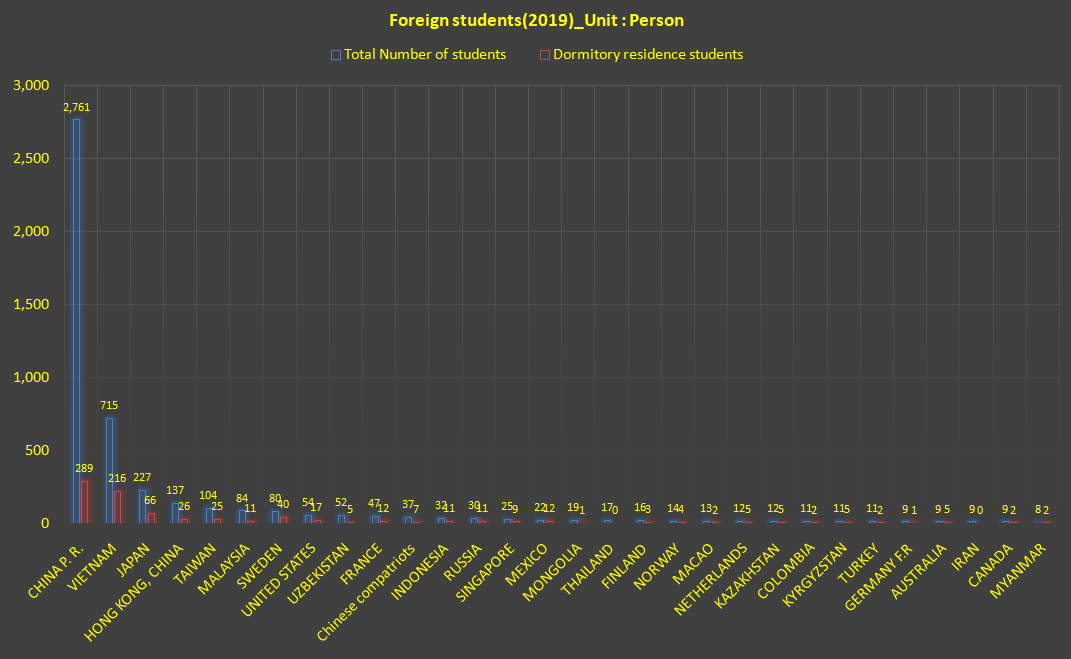 Foreign students(2019)_Unit : Person
Total Number of students Dormitory residence students
3,000
2,500
2,000
1,500
1,000
500
0
2,761 715 227 137 104 84 80 54 52 47 37 32 30 25 22 19 17 16 14 13 12 12 11 11 11 9 9 9 9 8
289 216 66 26 25 11 40 17 5 12 7 11 11 9 12 1 0 3 4 2 5 5 2 5 2 1 5 0 2 2
CHINA P. R.
VIETNAM
JAPAN
HONG KONG, CHINA
TAIWAN
MALAYSIA
SWEDEN
UNITED STATES
UZBEKISTAN
FRANCE
Chinese compatriots
INDONESIA
RUSSIA
SINGAPORE
MEXICO
MONGOLIA
THAILAND
FINLAND
NORWAY
MACAO
NETHERLANDS
KAZAKHSTAN
COLOMBIA
KYRGYZSTAN
TURKEY
GERMANY F.R
AUSTRALIA
IRAN
CANADA
MYANMAR